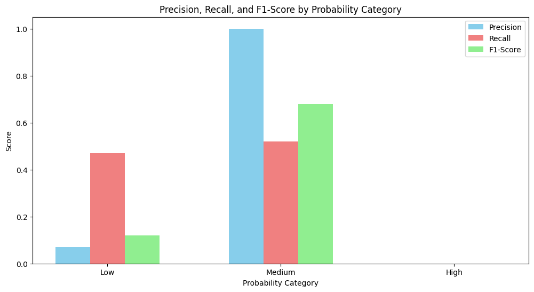 Precision, Recall, and F1-Score by Probability Category
Precision
Recall
F1-Score
1.0
0.8
0.6
0.4
0.2
0.0
Score
Low
Medium
High
Probability Category